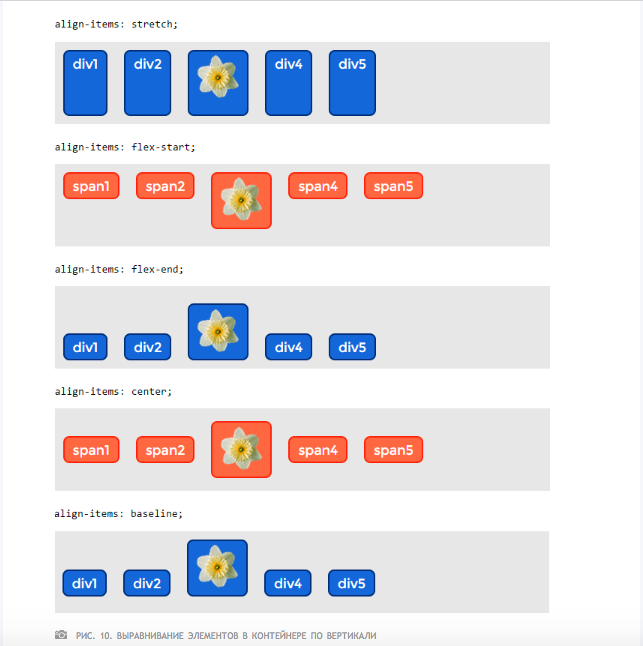 align-items: stretch;
div1 div2 div4 div5
align-items: flex-start;
span1 span2 span4 span5
align-items: flex-end;
div1 div2 div4 div5
align-items: center;
span1 span2 span4 span5
align-items: baseline;
div1 div2 div4 div5
РИС. 10. ВЫРАВНИВАНИЕ ЭЛЕМЕНТОВ В КОНТЕЙНЕРЕ ПО ВЕРТИКАЛИ